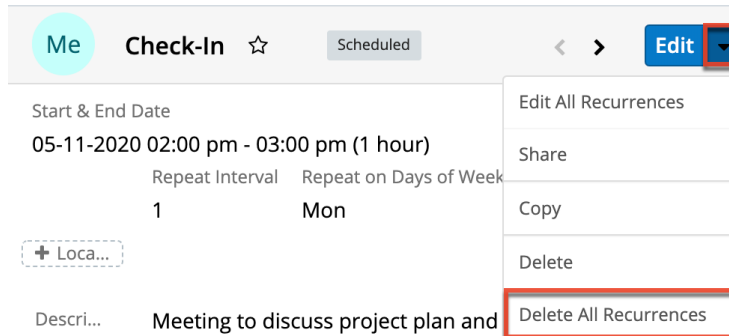 Me Check-In Scheduled Edit
Edit All Recurrences
Start & End Date
05-11-2020 02:00 pm - 03:00 pm (1 hour)
Share
Repeat Interval Repeat on Days of Week
1 Mon
Copy
+ Loca...
Delete
Delete All Recurrences
Descri... Meeting to discuss project plan and